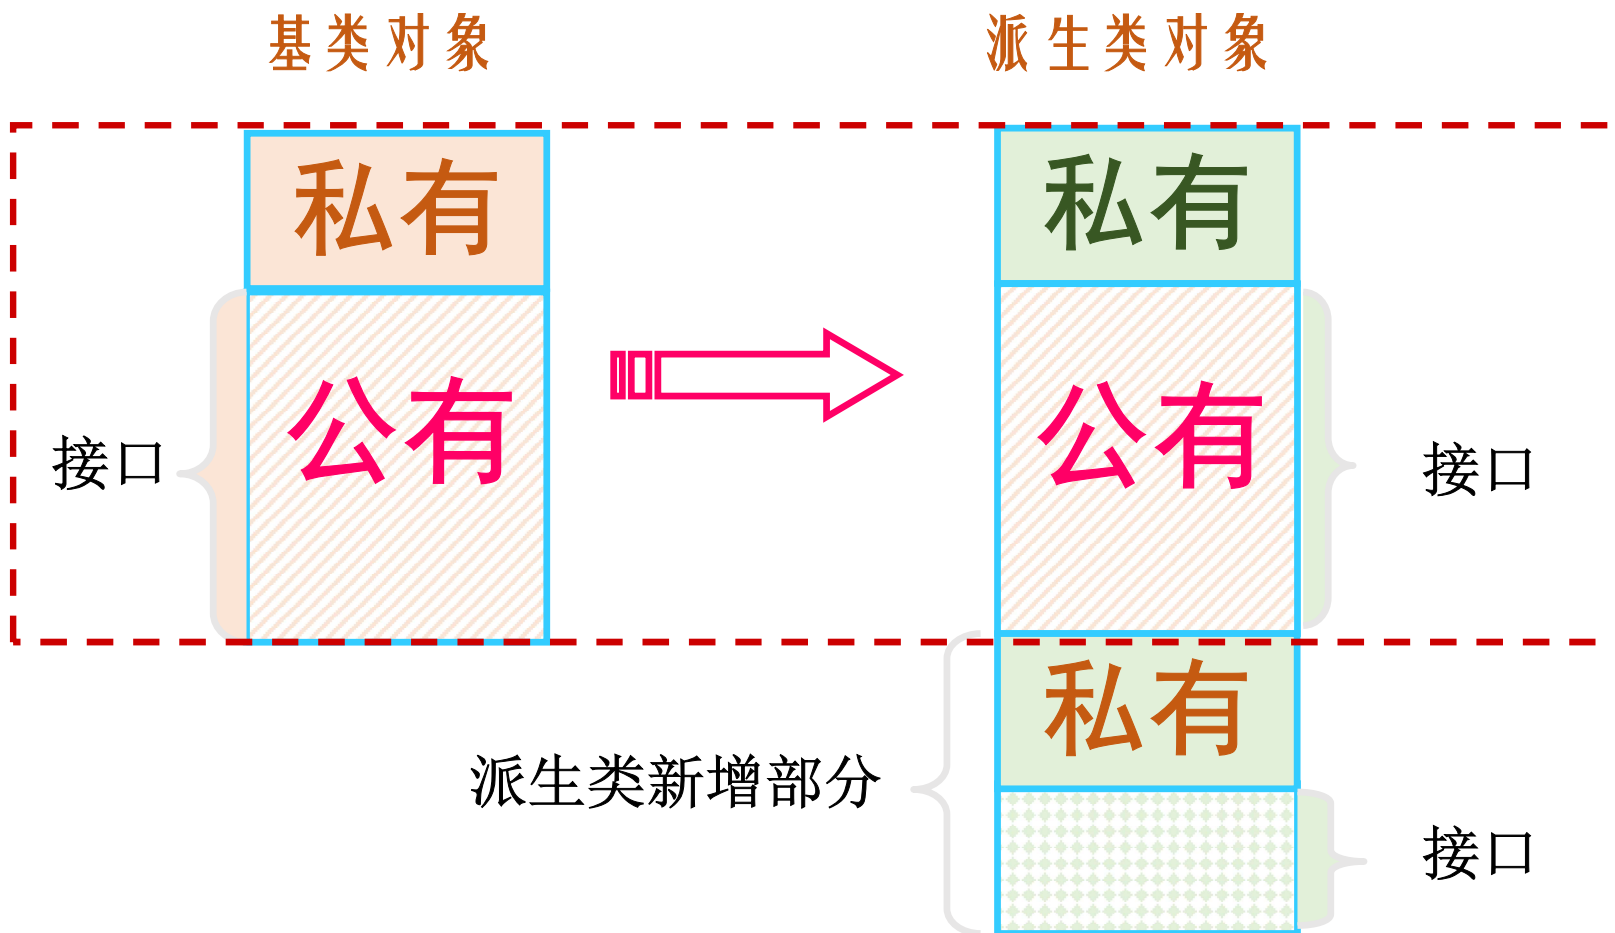 基类对象
派生类对象
私有
私有
公有
公有
接口
接口
私有
派生类新增部分
接口